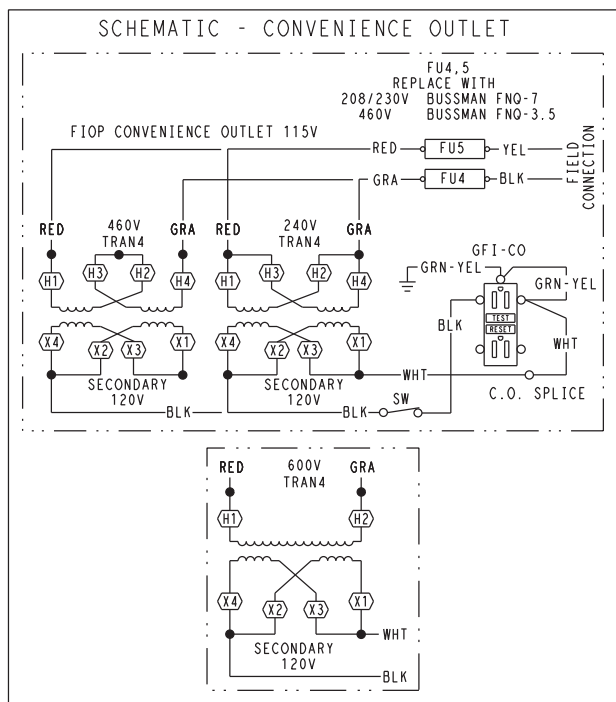 SCHEMATIC - CONVENIENCE OUTLET
FU4,5
REPLACE WITH
208/230V BUSSMAN FNQ-7
460V BUSSMAN FNQ-3.5
FIOP CONVENIENCE OUTLET 115V
RED FU5 YEL
GRA FU4 BLK
FIELD CONNECTION
RED 460V TRAN4 GRA
RED 240V TRAN4 GRA
H1 H3 H2 H4
H1 H3 H2 H4
GFI-CO
GRN-YEL
GRN-YEL
TEST
RESET
BLK
WHT
X4 X2 X3 X1
X4 X2 X3 X1
SECONDARY 120V
SECONDARY 120V
WHT
C.O. SPLICE
BLK
BLK
SW
RED 600V TRAN4 GRA
H1 H2
X4 X2 X3 X1
WHT
SECONDARY
120V
BLK